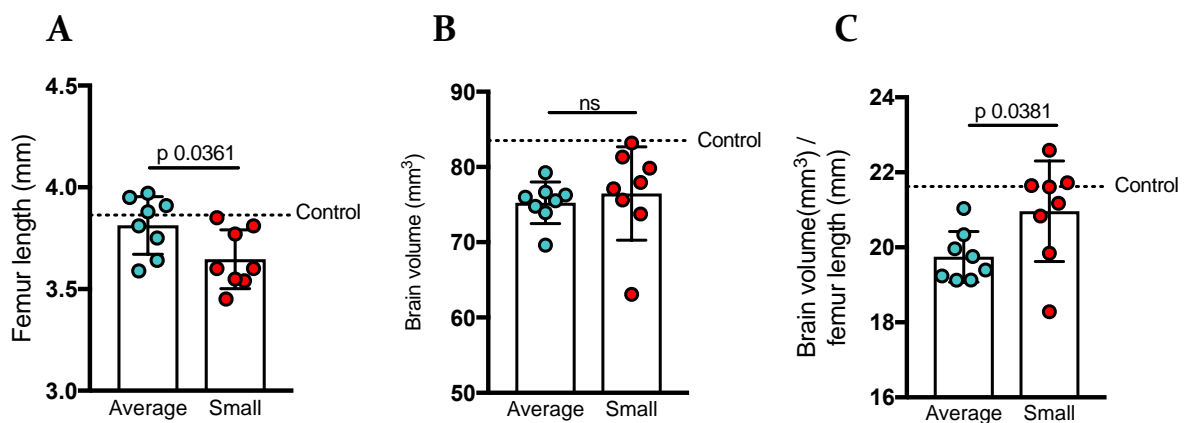 A
Femur length (mm)
4.5
4.0
3.5
3.0
p 0.0361
Control
Average Small
B
Brain volume (mm³)
90
80
70
60
50
ns
Control
Average Small
C
Brain volume(mm³) /
femur length (mm)
24
22
20
18
16
p 0.0381
Control
Average Small